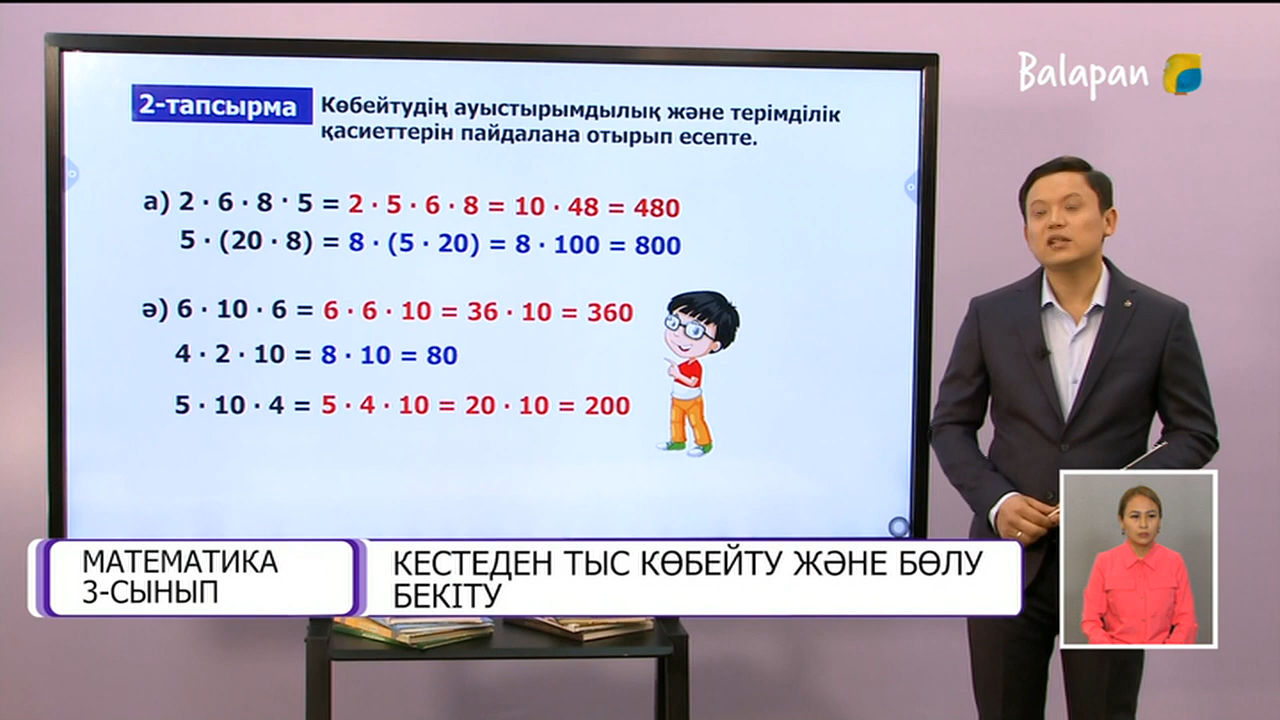 Balapan
2-тапсырма
Көбейтудің ауыстырымдылық және терімділік
қасиеттерін пайдалана отырып есепте.
а) 2 · 6 · 8 · 5 = 2 · 5 · 6 · 8 = 10 · 48 = 480
5 · (20 · 8) = 8 · (5 · 20) = 8 · 100 = 800
ә) 6 · 10 · 6 = 6 · 6 · 10 = 36 · 10 = 360
4 · 2 · 10 = 8 · 10 = 80
5 · 10 · 4 = 5 · 4 · 10 = 20 · 10 = 200
МАТЕМАТИКА
3-СЫНЫП
КЕСТЕДЕН ТЫС КӨБЕЙТУ ЖӘНЕ БӨЛУ
БЕКІТУ